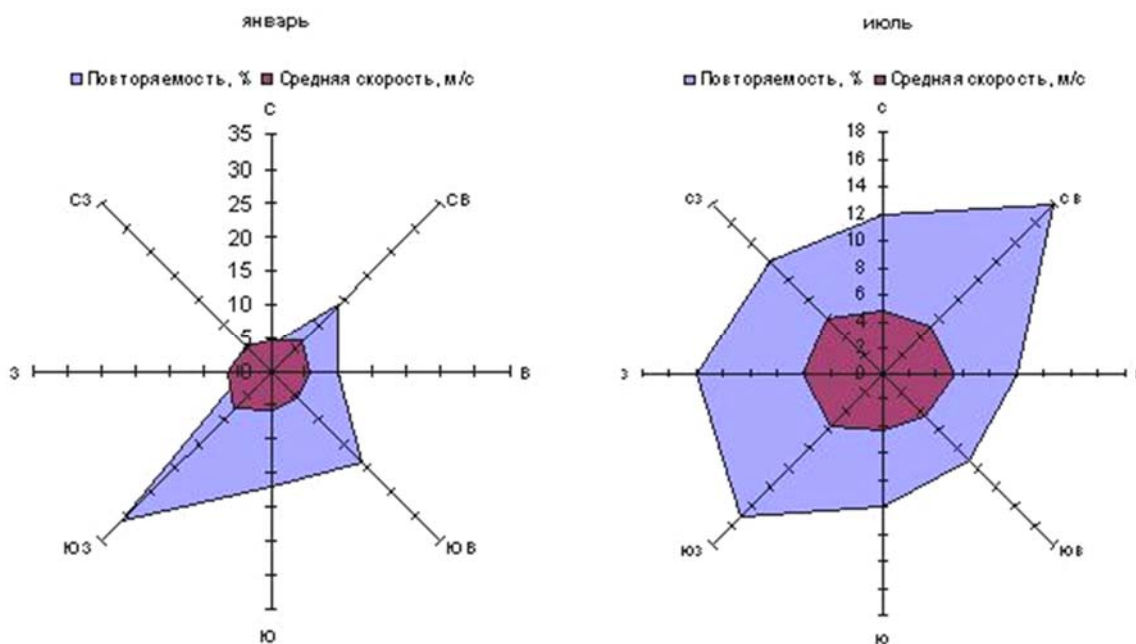 январь
Повторяемость, % Средняя скорость, м/с
С
35
30
25
20
15
10
5
0
СЗ
СВ
З
В
ЮЗ
ЮВ
Ю
июль
Повторяемость, % Средняя скорость, м/с
С
18
16
14
12
10
8
6
4
2
0
СЗ
СВ
З
ЮЗ
ЮВ
Ю